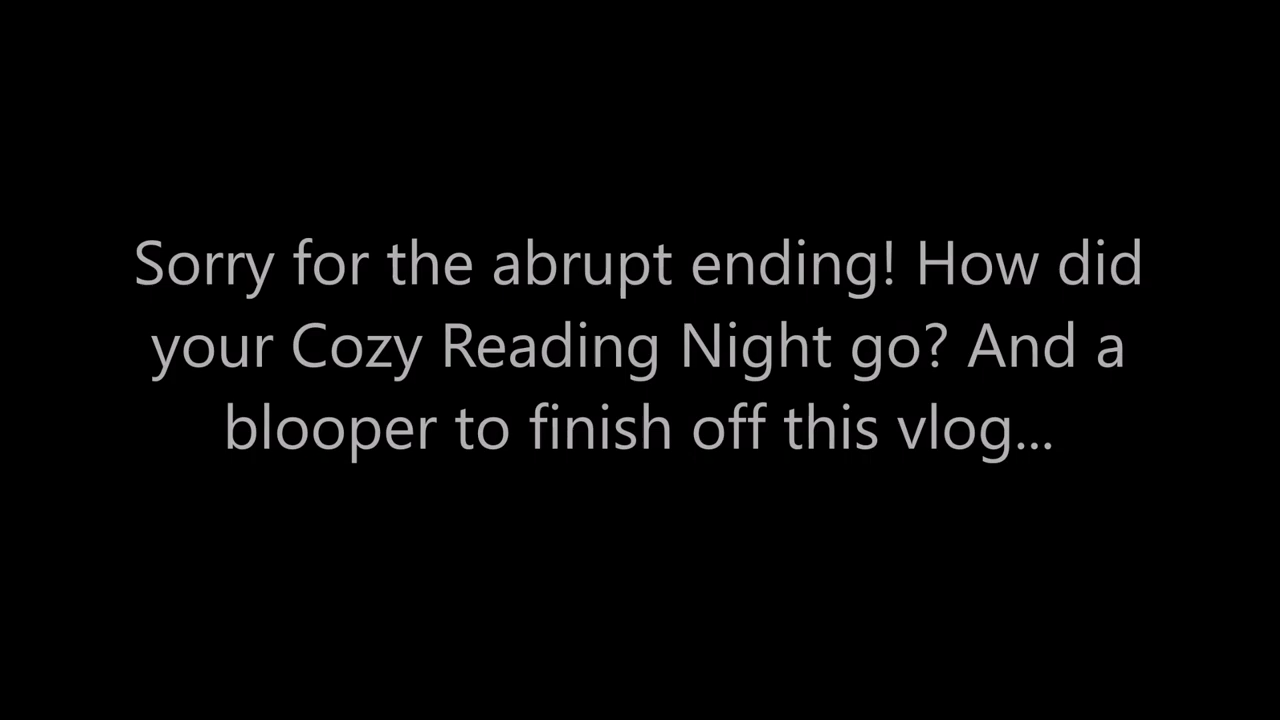 Sorry for the abrupt ending! How did
your Cozy Reading Night go? And a
blooper to finish off this vlog...